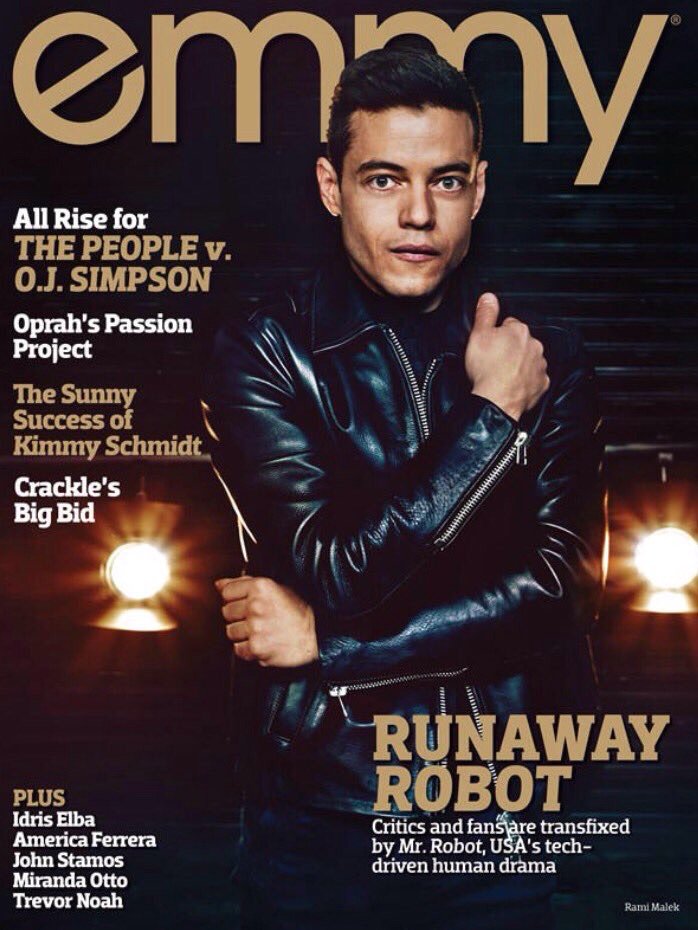 emmy®
All Rise for
THE PEOPLE v.
O.J. SIMPSON
Oprah's Passion
Project
The Sunny
Success of
Kimmy Schmidt
Crackle's
Big Bid
RUNAWAY
ROBOT
Critics and fans are transfixed
by Mr. Robot, USA's tech-
driven human drama
PLUS
Idris Elba
America Ferrera
John Stamos
Miranda Otto
Trevor Noah
Rami Malek